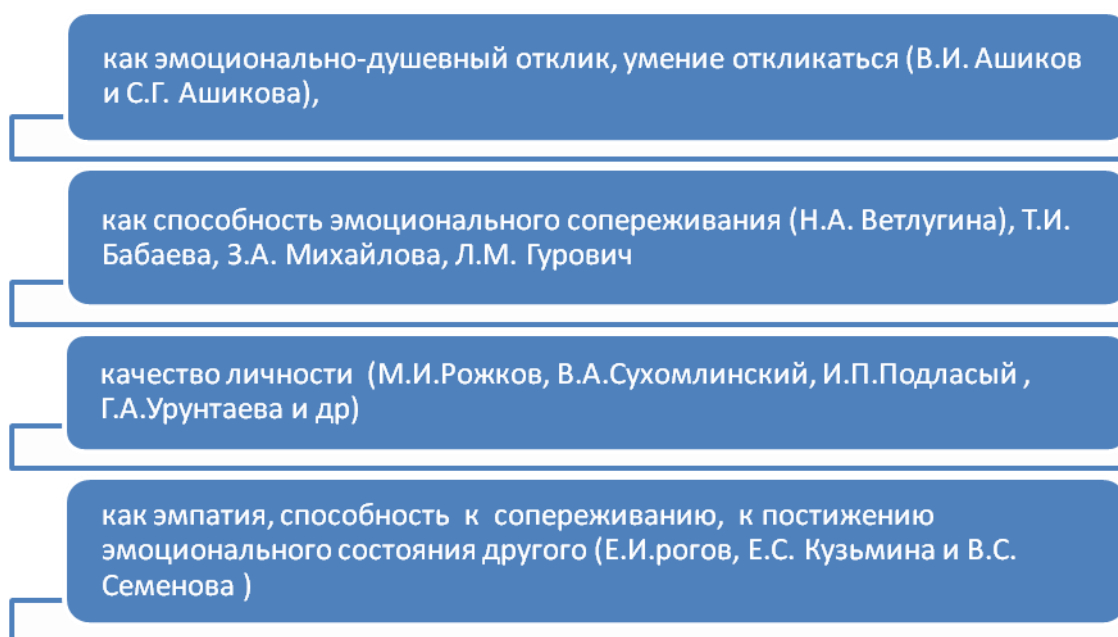 как эмоционально-душевный отклик, умение откликаться (В.И. Ашиков
и С.Г. Ашикова),
как способность эмоционального сопереживания (Н.А. Ветлугина), Т.И.
Бабаева, З.А. Михайлова, Л.М. Гурович
качество личности (М.И.Рожков, В.А.Сухомлинский, И.П.Подласый ,
Г.А.Урунтаева и др)
как эмпатия, способность к сопереживанию, к постижению
эмоционального состояния другого (Е.И.рогов, Е.С. Кузьмина и В.С.
Семенова )